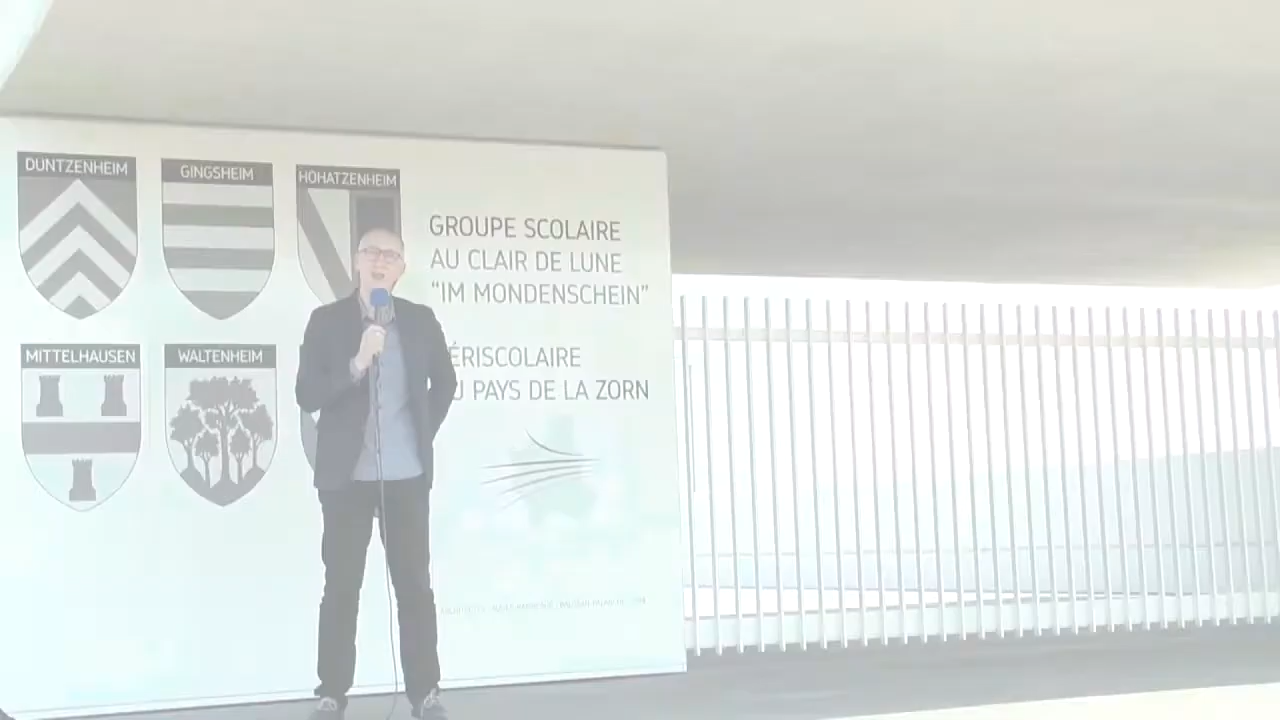 DUNTZENHEIM
GINGSHEIM
HOHATZENHEIM
MITTELHAUSEN
WALTENHEIM
GROUPE SCOLAIRE
AU CLAIR DE LUNE
"IM MONDENSCHEIN"
ÉRISCOLAIRE
U PAYS DE LA ZORN